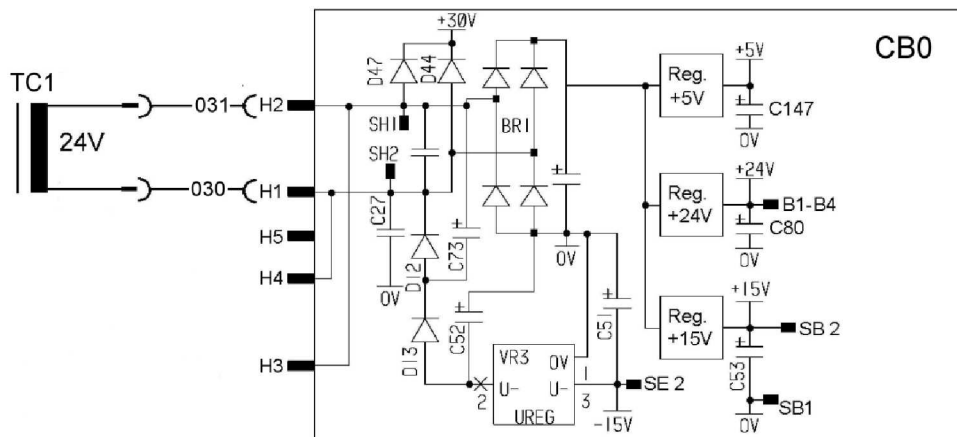 +30V
CB0
TC1
24V
031
030
H2
H1
H5
H4
H3
SH1
SH2
D47
D44
BR1
C27
0V
D12
C73
D13
C52
0V
C51
VR3
0V
U-
U-
1
2
3
UREG
SE 2
-15V
Reg.
+5V
+5V
C147
0V
Reg.
+24V
+24V
B1-B4
C80
0V
Reg.
+15V
+15V
SB 2
C53
SB1
0V